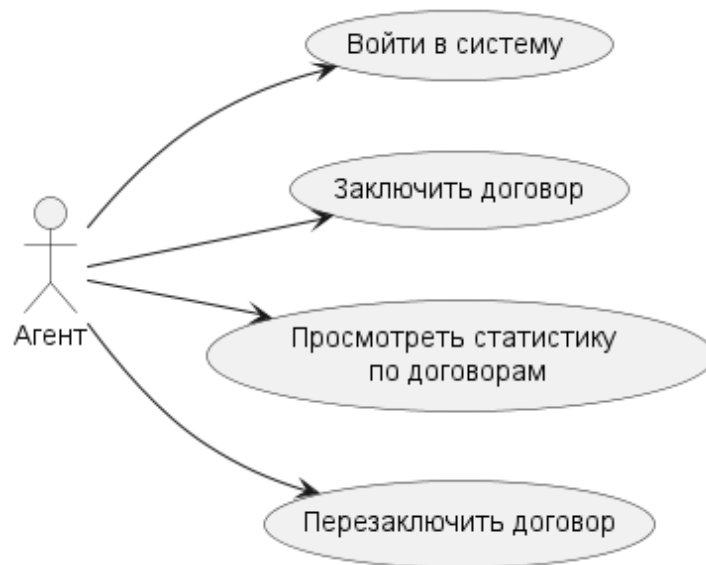 Войти в систему
Заключить договор
Агент
Просмотреть статистику
по договорам
Перезаключить договор